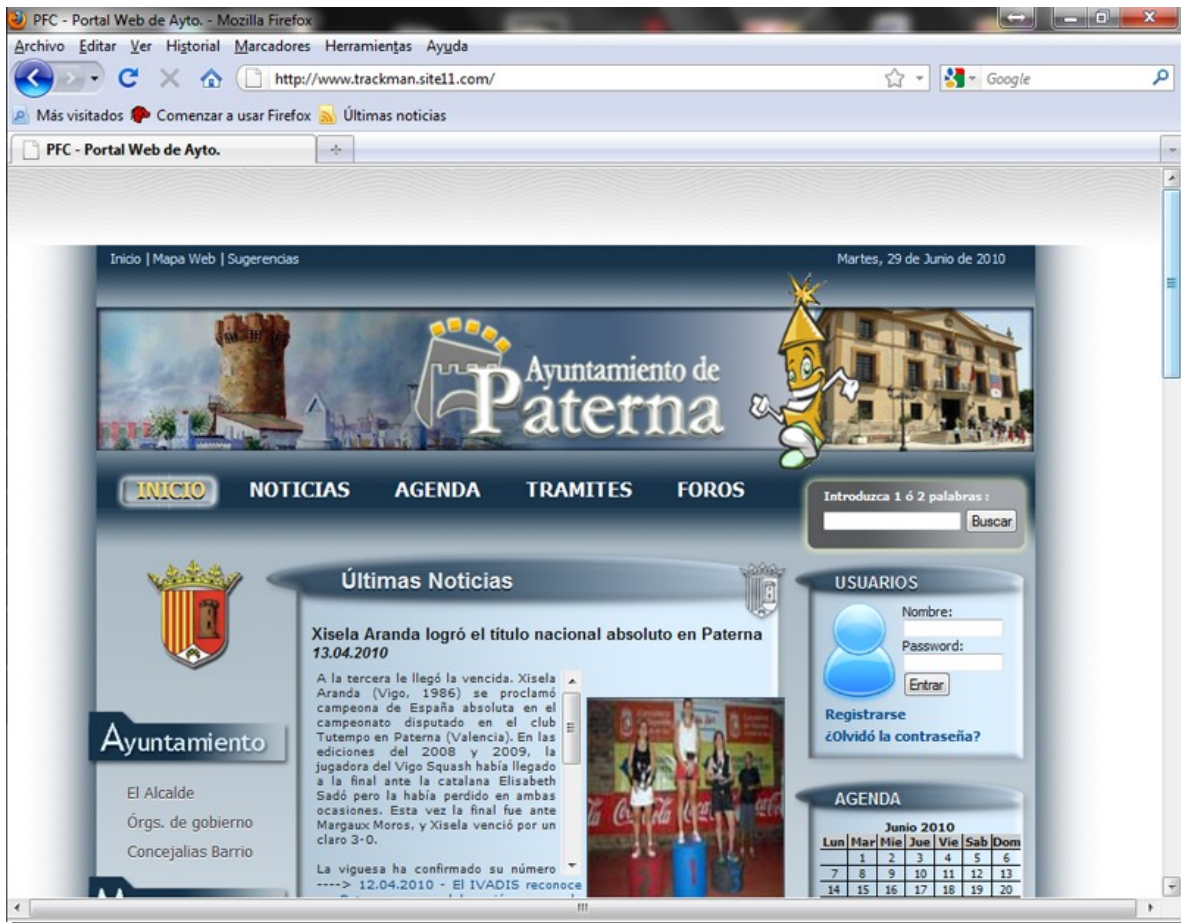 PFC - Portal Web de Ayto. - Mozilla Firefox
Archivo Editar Ver Historial Marcadores Herramientas Ayuda
http://www.trackman.site11.com/
Google
Más visitados Comenzar a usar Firefox Últimas noticias
PFC - Portal Web de Ayto.
Inicio | Mapa Web | Sugerencias
Martes, 29 de Junio de 2010
Ayuntamiento de
Paterna
INICIO NOTICIAS AGENDA TRAMITES FOROS
Introduzca 1 ó 2 palabras :
Buscar
Últimas Noticias
Xisela Aranda logró el título nacional absoluto en Paterna
13.04.2010
A la tercera le llegó la vencida. Xisela
Aranda (Vigo, 1986) se proclamó
campeona de España absoluta en el
campeonato disputado en el club
Tutempo en Paterna (Valencia). En las
ediciones del 2008 y 2009, la
jugadora del Vigo Squash había llegado
a la final ante la catalana Elisabeth
Sadó pero la había perdido en ambas
ocasiones. Esta vez la final fue ante
Margaux Moros, y Xisela venció por un
claro 3-0.
La viguesa ha confirmado su número
----> 12.04.2010 - El IVADIS reconoce
Ayuntamiento
El Alcalde
Órgs. de gobierno
Concejalias Barrio
USUARIOS
Nombre:
Password:
Entrar
Registrarse
¿Olvidó la contraseña?
AGENDA
Junio 2010
Lun Mar Mie Jue Vie Sab Dom
1 2 3 4 5 6
7 8 9 10 11 12 13
14 15 16 17 18 19 20